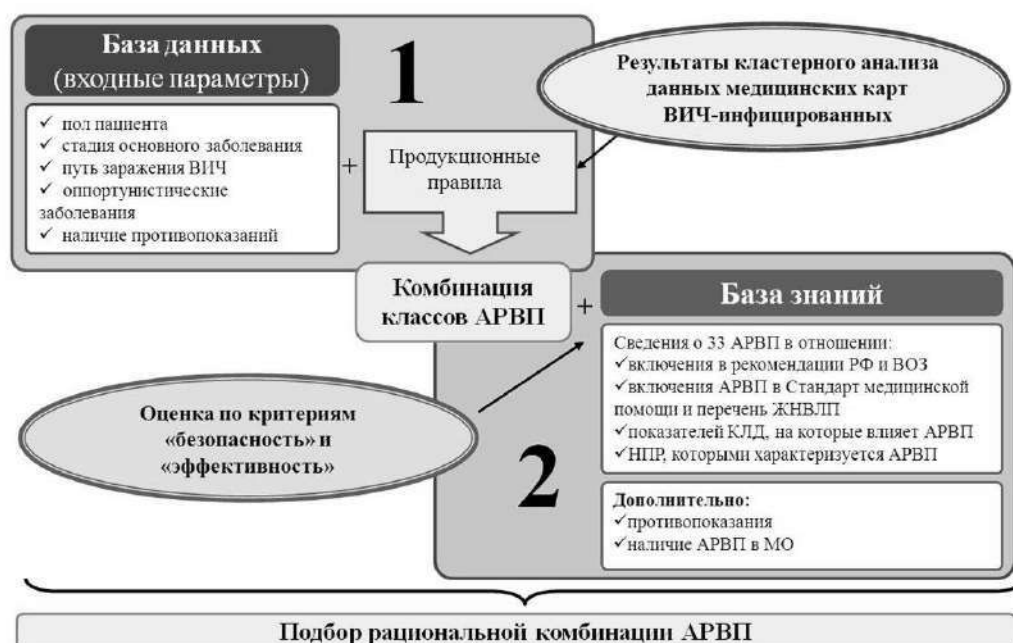 База данных
(входные параметры)
✓ пол пациента
✓ стадия основного заболевания
✓ путь заражения ВИЧ
✓ оппортунистические
заболевания
✓ наличие противопоказаний
1
+
Продукционные
правила
Результаты кластерного анализа
данных медицинских карт
ВИЧ-инфицированных
Комбинация
классов АРВП
+
База знаний
Сведения о 33 АРВП в отношении:
✓включения в рекомендации РФ и ВОЗ
✓включения АРВП в Стандарт медицинской
помощи и перечень ЖНВЛП
✓показателей КЛД, на которые влияет АРВП
✓НПР, которыми характеризуется АРВП
Оценка по критериям
«безопасность» и
«эффективность»
2
Дополнительно:
✓противопоказания
✓наличие АРВП в МО
Подбор рациональной комбинации АРВП